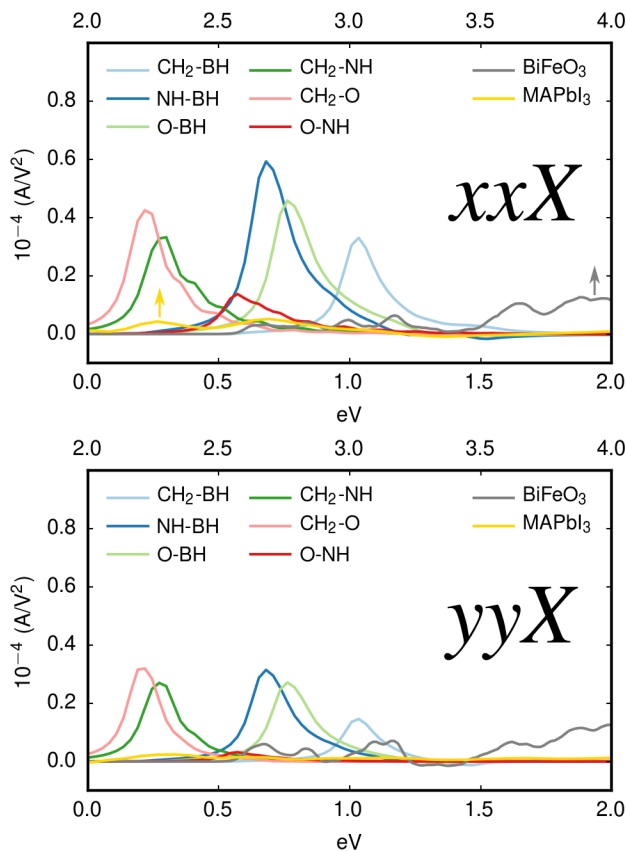 2.0 2.5 3.0 3.5 4.0
CH₂-BH CH₂-NH BiFeO₃
NH-BH CH₂-O MAPbI₃
O-BH O-NH
0.8
0.6
0.4
0.2
0.0
10⁻⁴ (A/V²)
xxX
0.0 0.5 1.0 1.5 2.0
eV
2.0 2.5 3.0 3.5 4.0
CH₂-BH CH₂-NH BiFeO₃
NH-BH CH₂-O MAPbI₃
O-BH O-NH
0.8
0.6
0.4
0.2
0.0
10⁻⁴ (A/V²)
yyX
0.0 0.5 1.0 1.5 2.0
eV